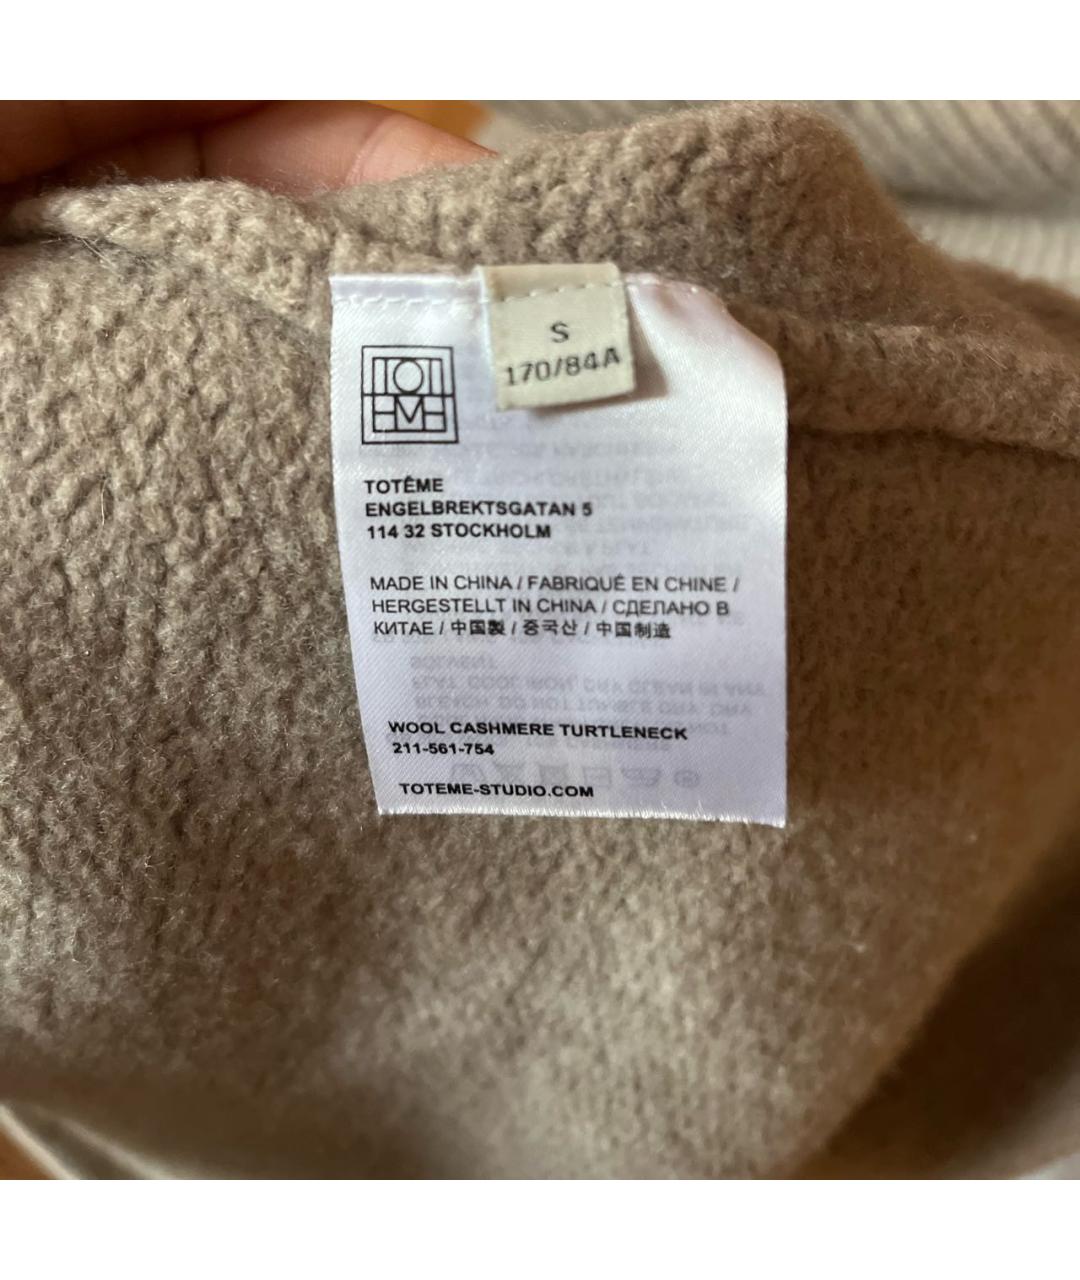 S
170/84A
TOTEME
TOTÊME
ENGELBREKTSGATAN 5
114 32 STOCKHOLM
MADE IN CHINA / FABRIQUÉ EN CHINE /
HERGESTELLT IN CHINA / СДЕЛАНО В
КИТАЕ / 中国製 / 중국산 / 中国制造
WOOL CASHMERE TURTLENECK
211-561-754
TOTEME-STUDIO.COM